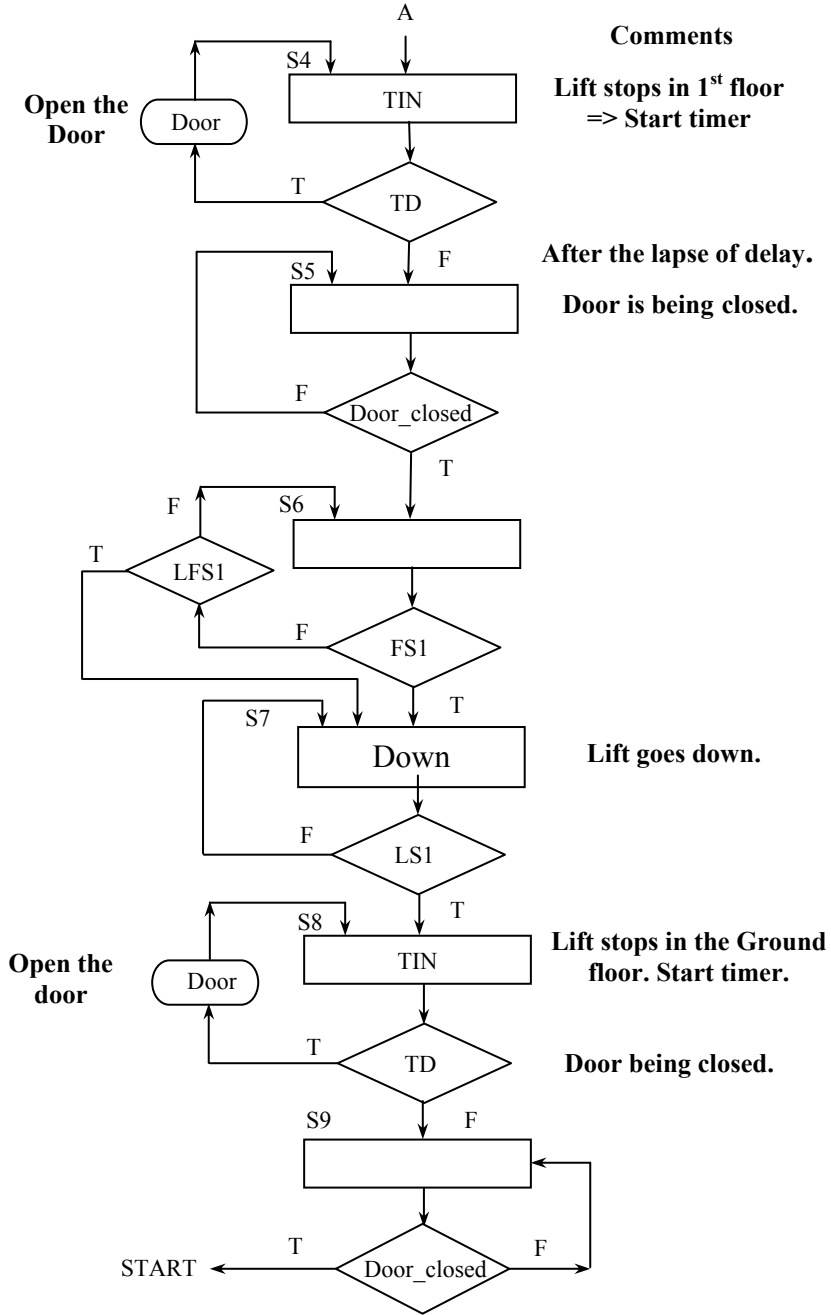 A
Comments
S4
TIN
Lift stops in 1st floor
=> Start timer
Open the
Door
Door
T
TD
F
After the lapse of delay.
S5
Door is being closed.
F
Door_closed
T
F
S6
T
LFS1
F
FS1
T
S7
Down
Lift goes down.
F
LS1
T
S8
TIN
Lift stops in the Ground
floor. Start timer.
Open the
door
Door
T
TD
Door being closed.
S9
F
START
T
Door_closed
F